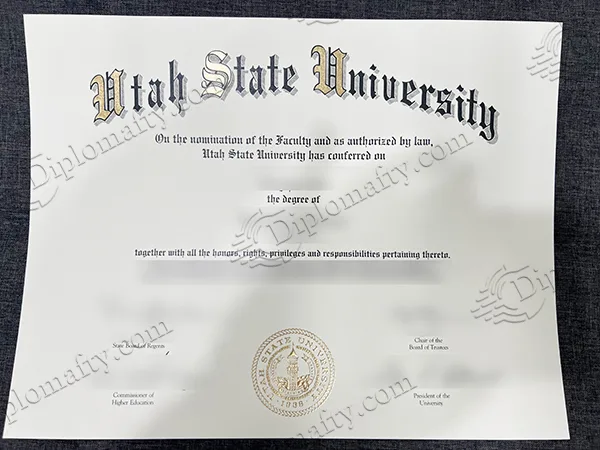 Utah State University
On the nomination of the Faculty and as authorized by law,
Utah State University has conferred on
the degree of
together with all the honors, rights, privileges and responsibilities pertaining thereto.
State Board of Regents
Chair of the
Board of Trustees
Commissioner of
Higher Education
President of the
University
UTAH STATE UNIVERSITY
1888
Diplomafty.com
Diplomafty.com
Diplomafty.com
Diplomafty.com